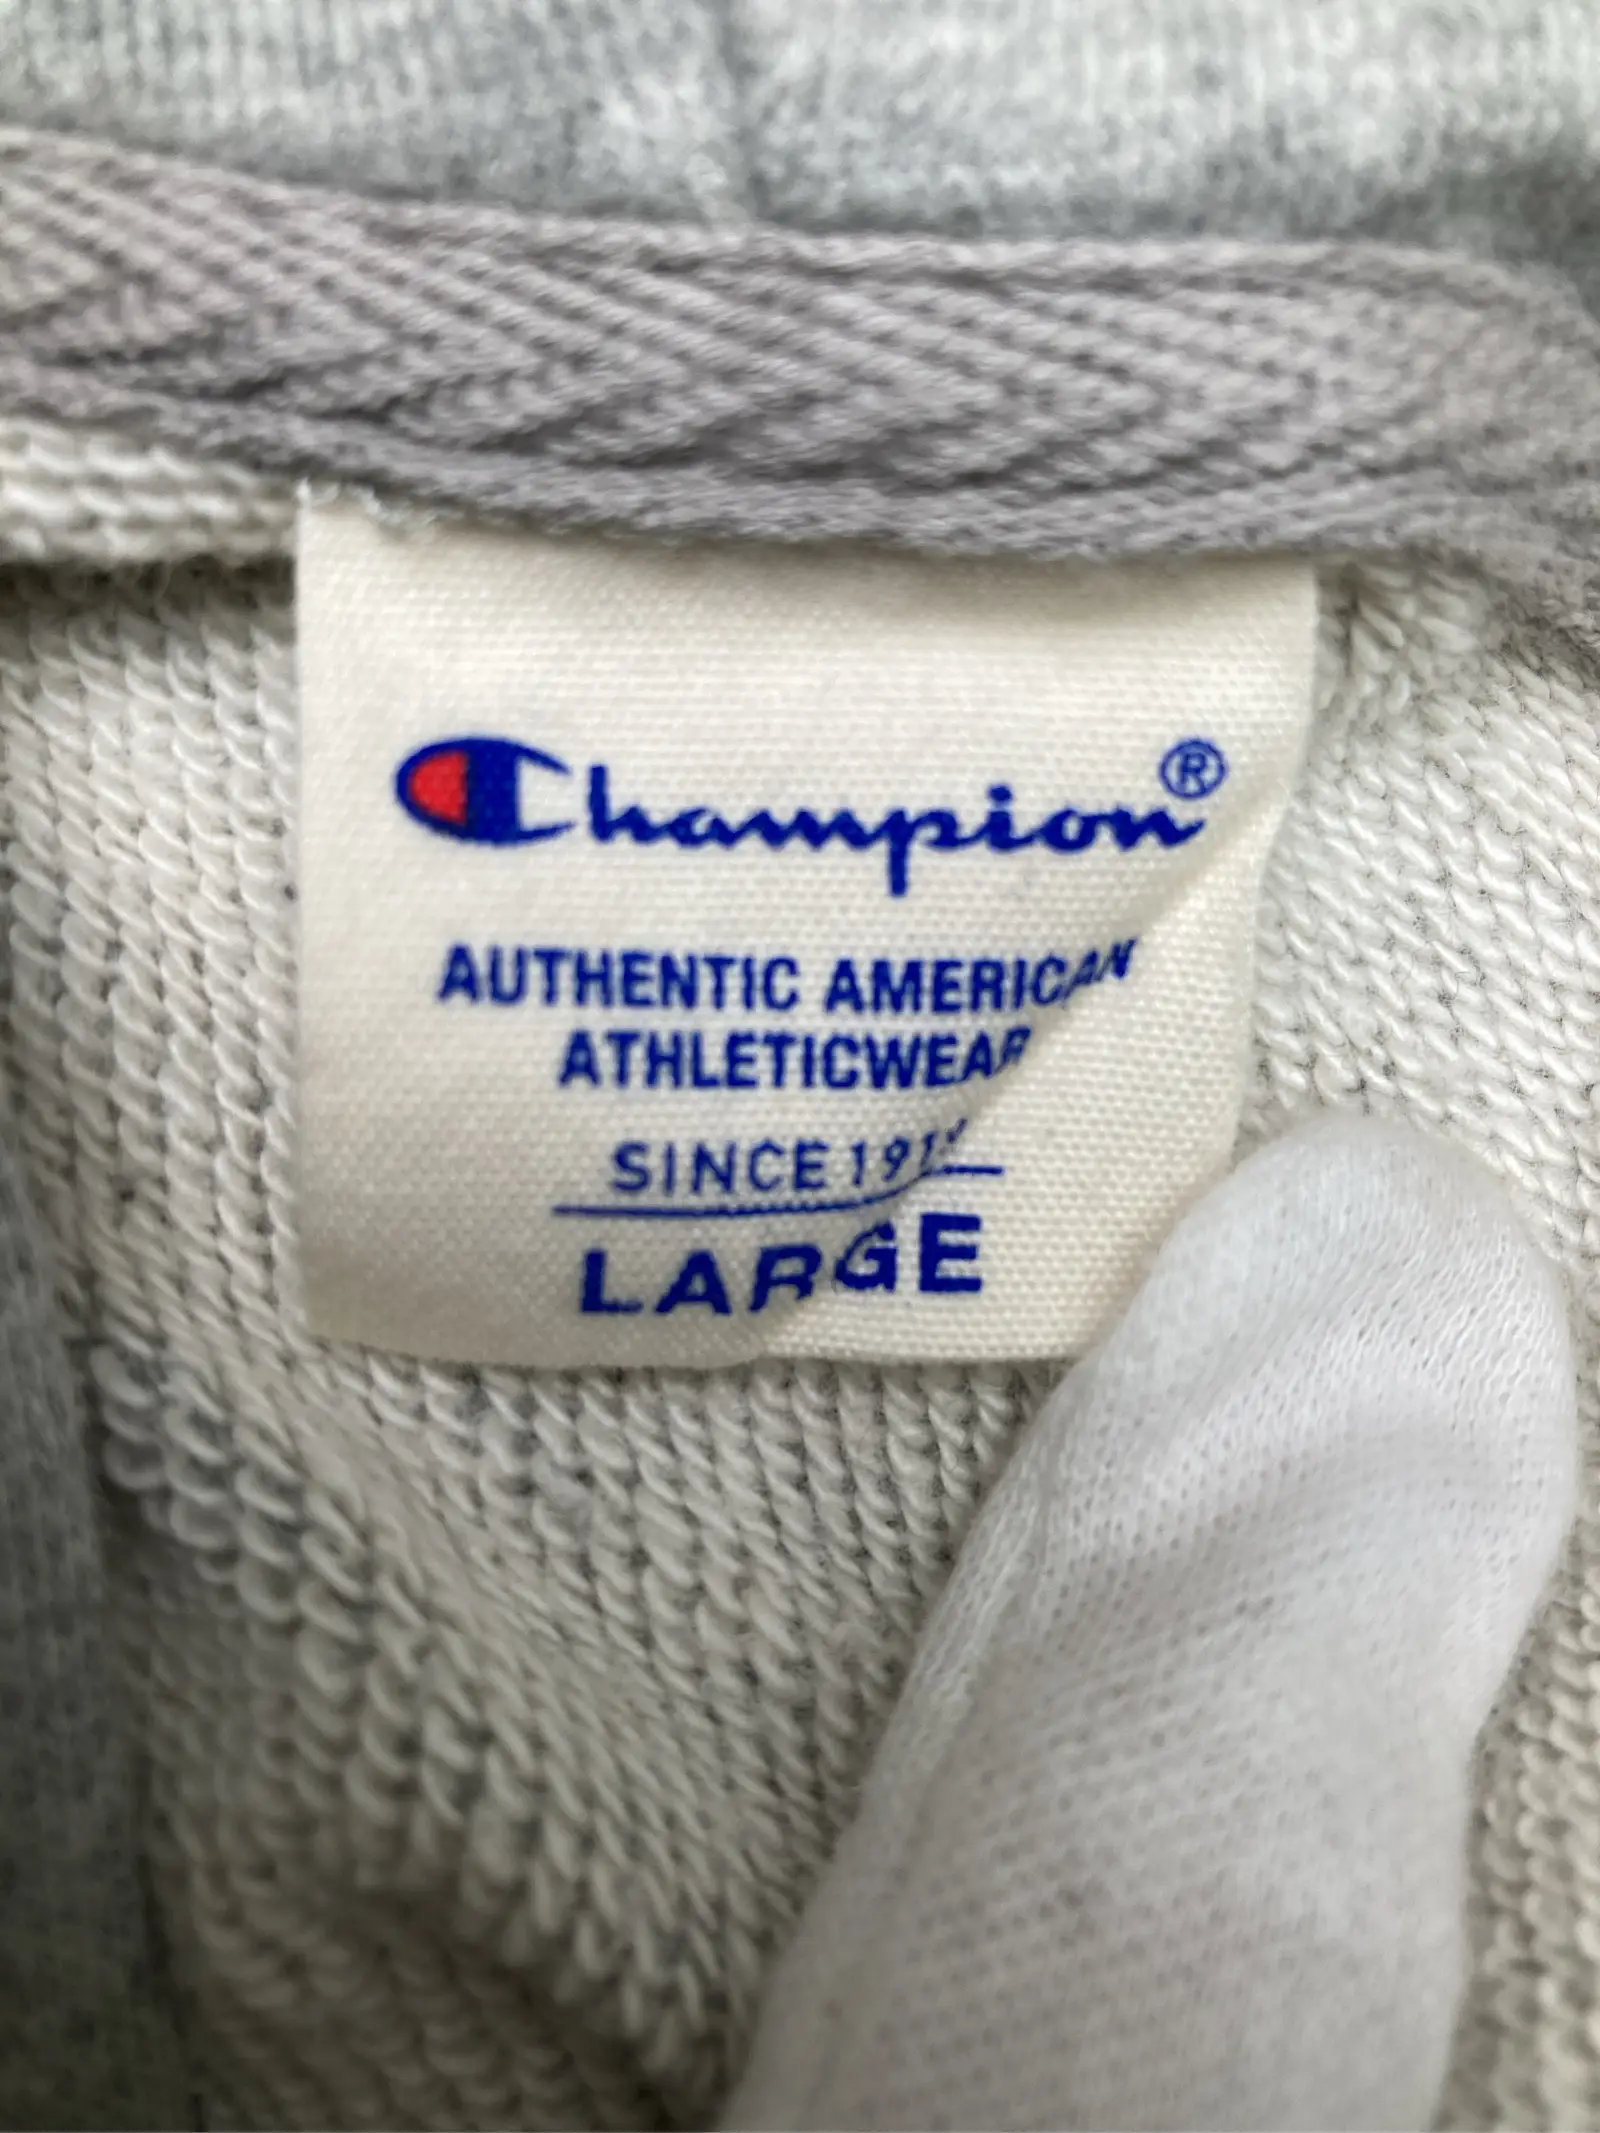 Champion®
AUTHENTIC AMERICAN
ATHLETICWEAR
SINCE
LARGE